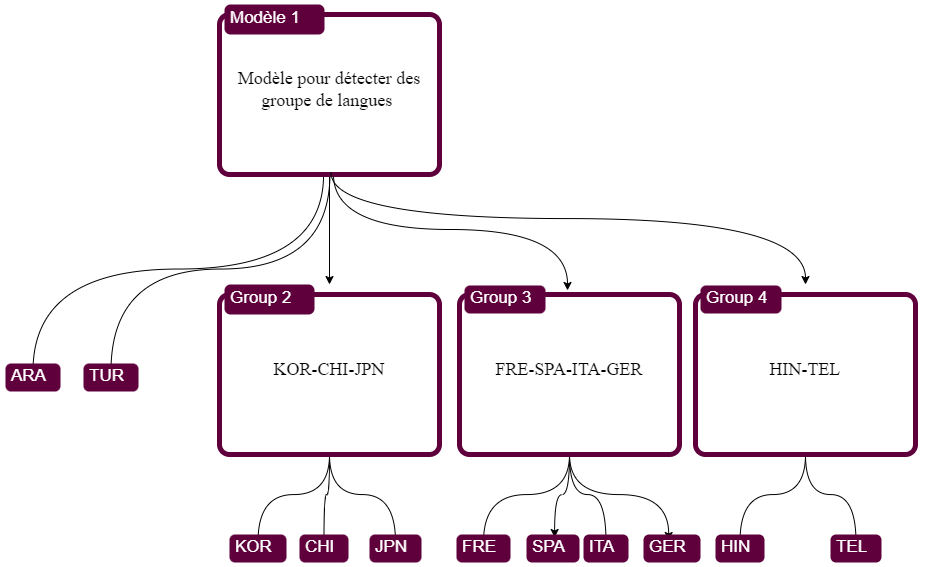 Modèle 1
Modèle pour détecter des
groupe de langues
ARA
TUR
Group 2
KOR-CHI-JPN
Group 3
FRE-SPA-ITA-GER
Group 4
HIN-TEL
KOR
CHI
JPN
FRE
SPA
ITA
GER
HIN
TEL